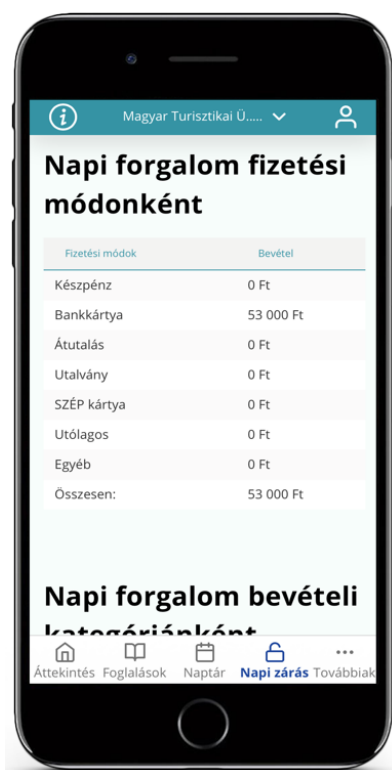 Magyar Turisztikai Ü.....
Napi forgalom fizetési
módonként
Fizetési módok Bevétel
Készpénz 0 Ft
Bankkártya 53 000 Ft
Átutalás 0 Ft
Utalvány 0 Ft
SZÉP kártya 0 Ft
Utólagos 0 Ft
Egyéb 0 Ft
Összesen: 53 000 Ft
Napi forgalom bevételi
kategóriánként
Áttekintés Foglalások Naptár Napi zárás Továbbiak